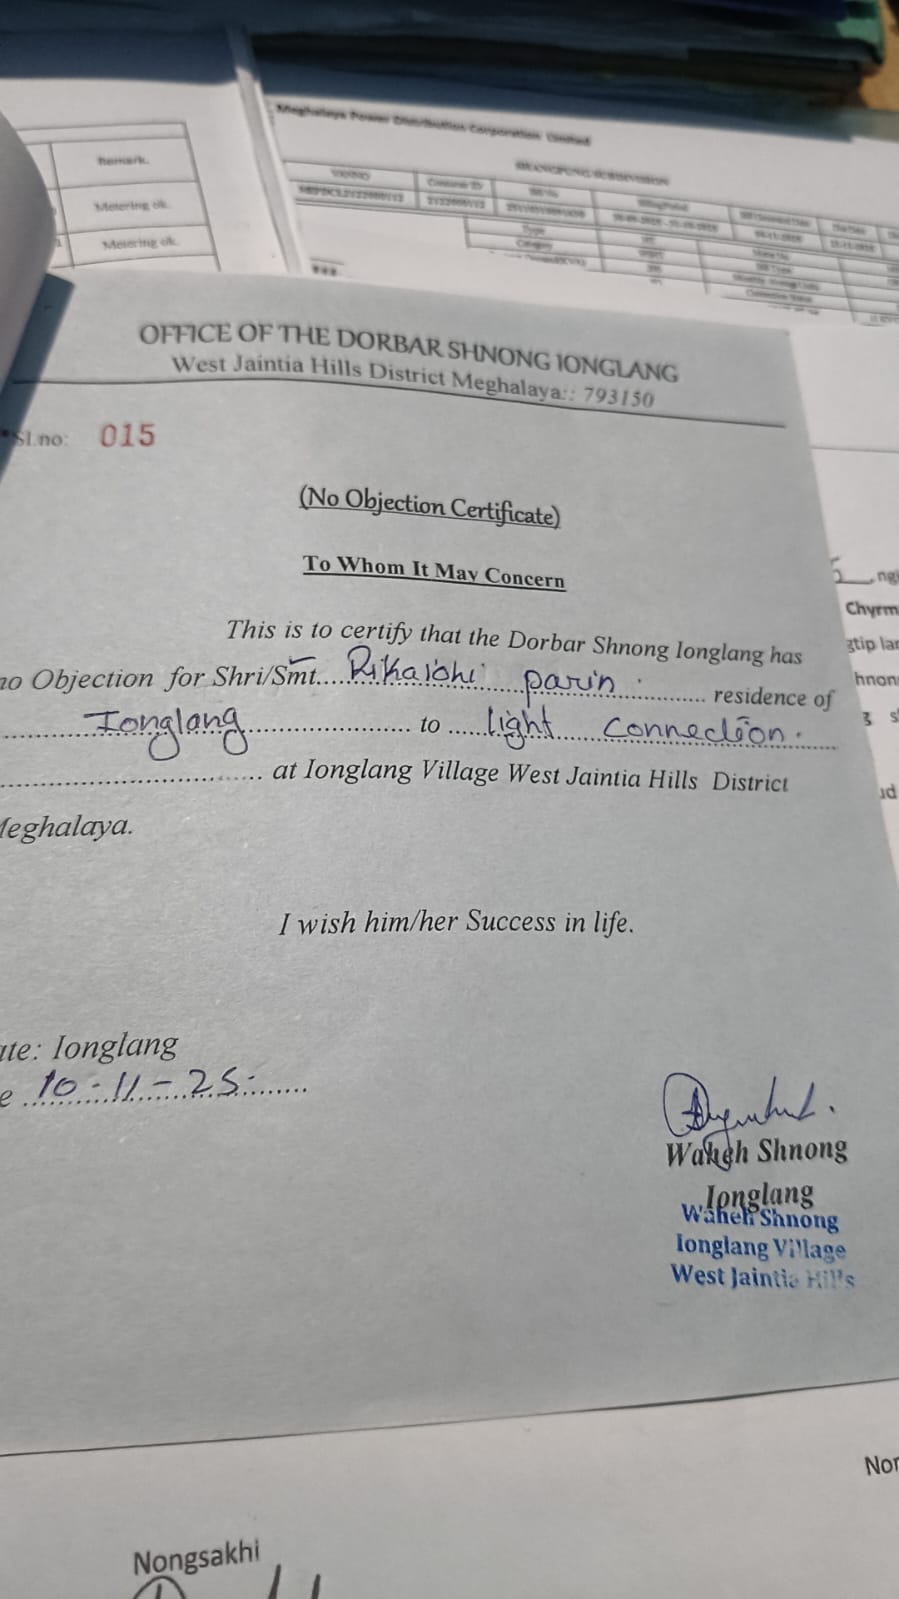 Meghalaya Power Distribution Corporation Limited
Remark.
Metering ok.
Metering ok.
OFFICE OF THE DORBAR SHNONG IONGLANG
West Jaintia Hills District Meghalaya:: 793150
Sl.no: 015
(No Objection Certificate)
To Whom It May Concern
This is to certify that the Dorbar Shnong Ionglang has
no Objection for Shri/Smt.... parin ........... residence of
Ionglang ........ to ..... light connection.
.............................. at Ionglang Village West Jaintia Hills District
Meghalaya.
I wish him/her Success in life.
ate: Ionglang
e 10-11-25
Waheh Shnong
Ionglang
Waheh Shnong
Ionglang Village
West Jaintia Hills
ngi
Chyrm
gtip lar
hnon
Nor
Nongsakhi